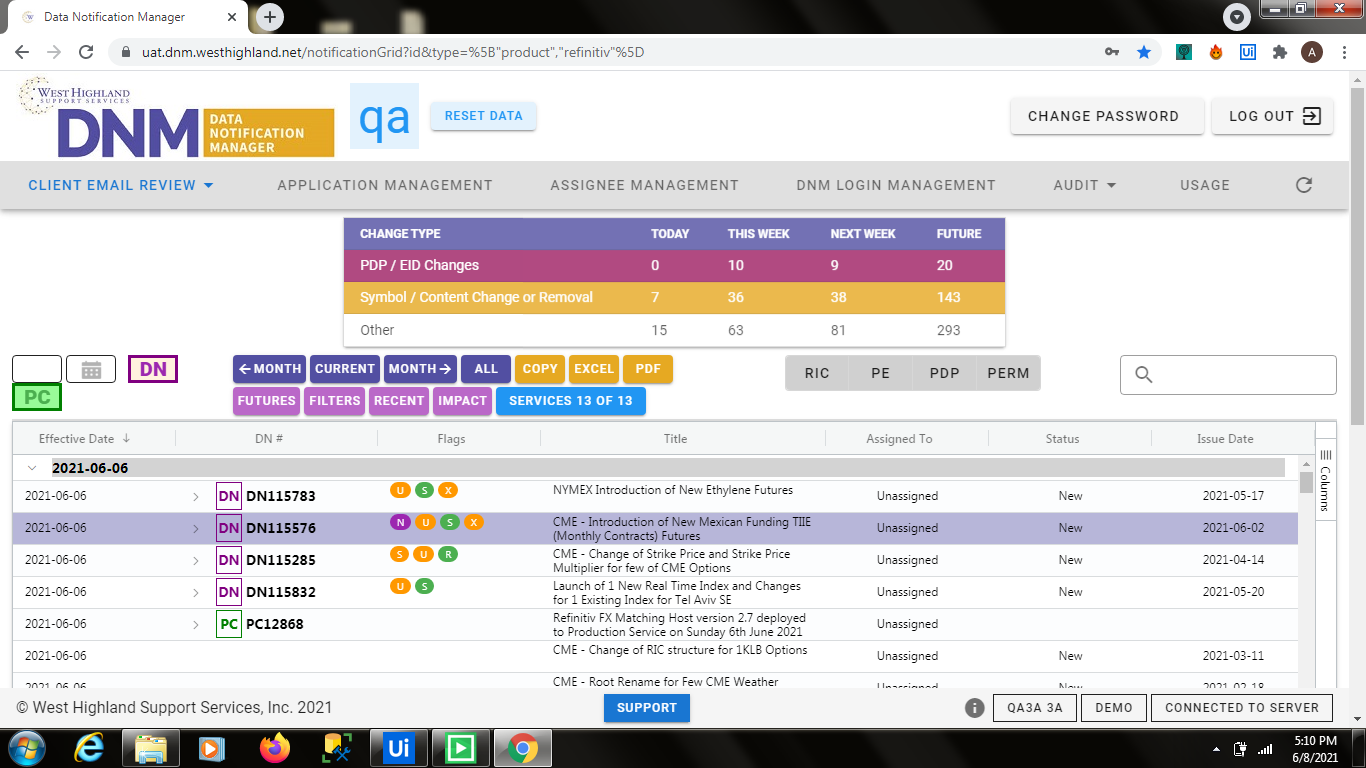 Data Notification Manager
uat.dnm.westhighland.net/notificationGrid?id&type=%5B"product","refinitiv"%5D
Ui
A
WEST HIGHLAND
SUPPORT SERVICES
DNM DATA NOTIFICATION MANAGER
qa
RESET DATA
CHANGE PASSWORD
LOG OUT
CLIENT EMAIL REVIEW
APPLICATION MANAGEMENT
ASSIGNEE MANAGEMENT
DNM LOGIN MANAGEMENT
AUDIT
USAGE
CHANGE TYPE TODAY THIS WEEK NEXT WEEK FUTURE
PDP / EID Changes 0 10 9 20
Symbol / Content Change or Removal 7 36 38 143
Other 15 63 81 293
DN
PC
MONTH CURRENT MONTH ALL COPY EXCEL PDF
FUTURES FILTERS RECENT IMPACT SERVICES 13 OF 13
RIC PE PDP PERM
Effective Date DN # Flags Title Assigned To Status Issue Date
Columns
2021-06-06
2021-06-06 DN DN115783 U S X NYMEX Introduction of New Ethylene Futures Unassigned New 2021-05-17
2021-06-06 DN DN115576 N U S X CME - Introduction of New Mexican Funding TIIE
(Monthly Contracts) Futures Unassigned New 2021-06-02
2021-06-06 DN DN115285 S U R CME - Change of Strike Price and Strike Price
Multiplier for few of CME Options Unassigned New 2021-04-14
2021-06-06 DN DN115832 U S Launch of 1 New Real Time Index and Changes
for 1 Existing Index for Tel Aviv SE Unassigned New 2021-05-20
2021-06-06 PC PC12868 Refinitiv FX Matching Host version 2.7 deployed
to Production Service on Sunday 6th June 2021 Unassigned
2021-06-06 CME - Change of RIC structure for 1KLB Options Unassigned New 2021-03-11
2021-06-06 CME - Root Rename for Few CME Weather Unassigned New 2021-02-18
© West Highland Support Services, Inc. 2021
SUPPORT
QA3A 3A
DEMO
CONNECTED TO SERVER
Ui
5:10 PM
6/8/2021